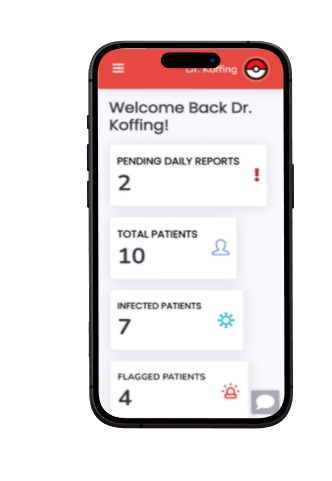 Dr. Koffing
Welcome Back Dr.
Koffing!
PENDING DAILY REPORTS
2
TOTAL PATIENTS
10
INFECTED PATIENTS
7
FLAGGED PATIENTS
4